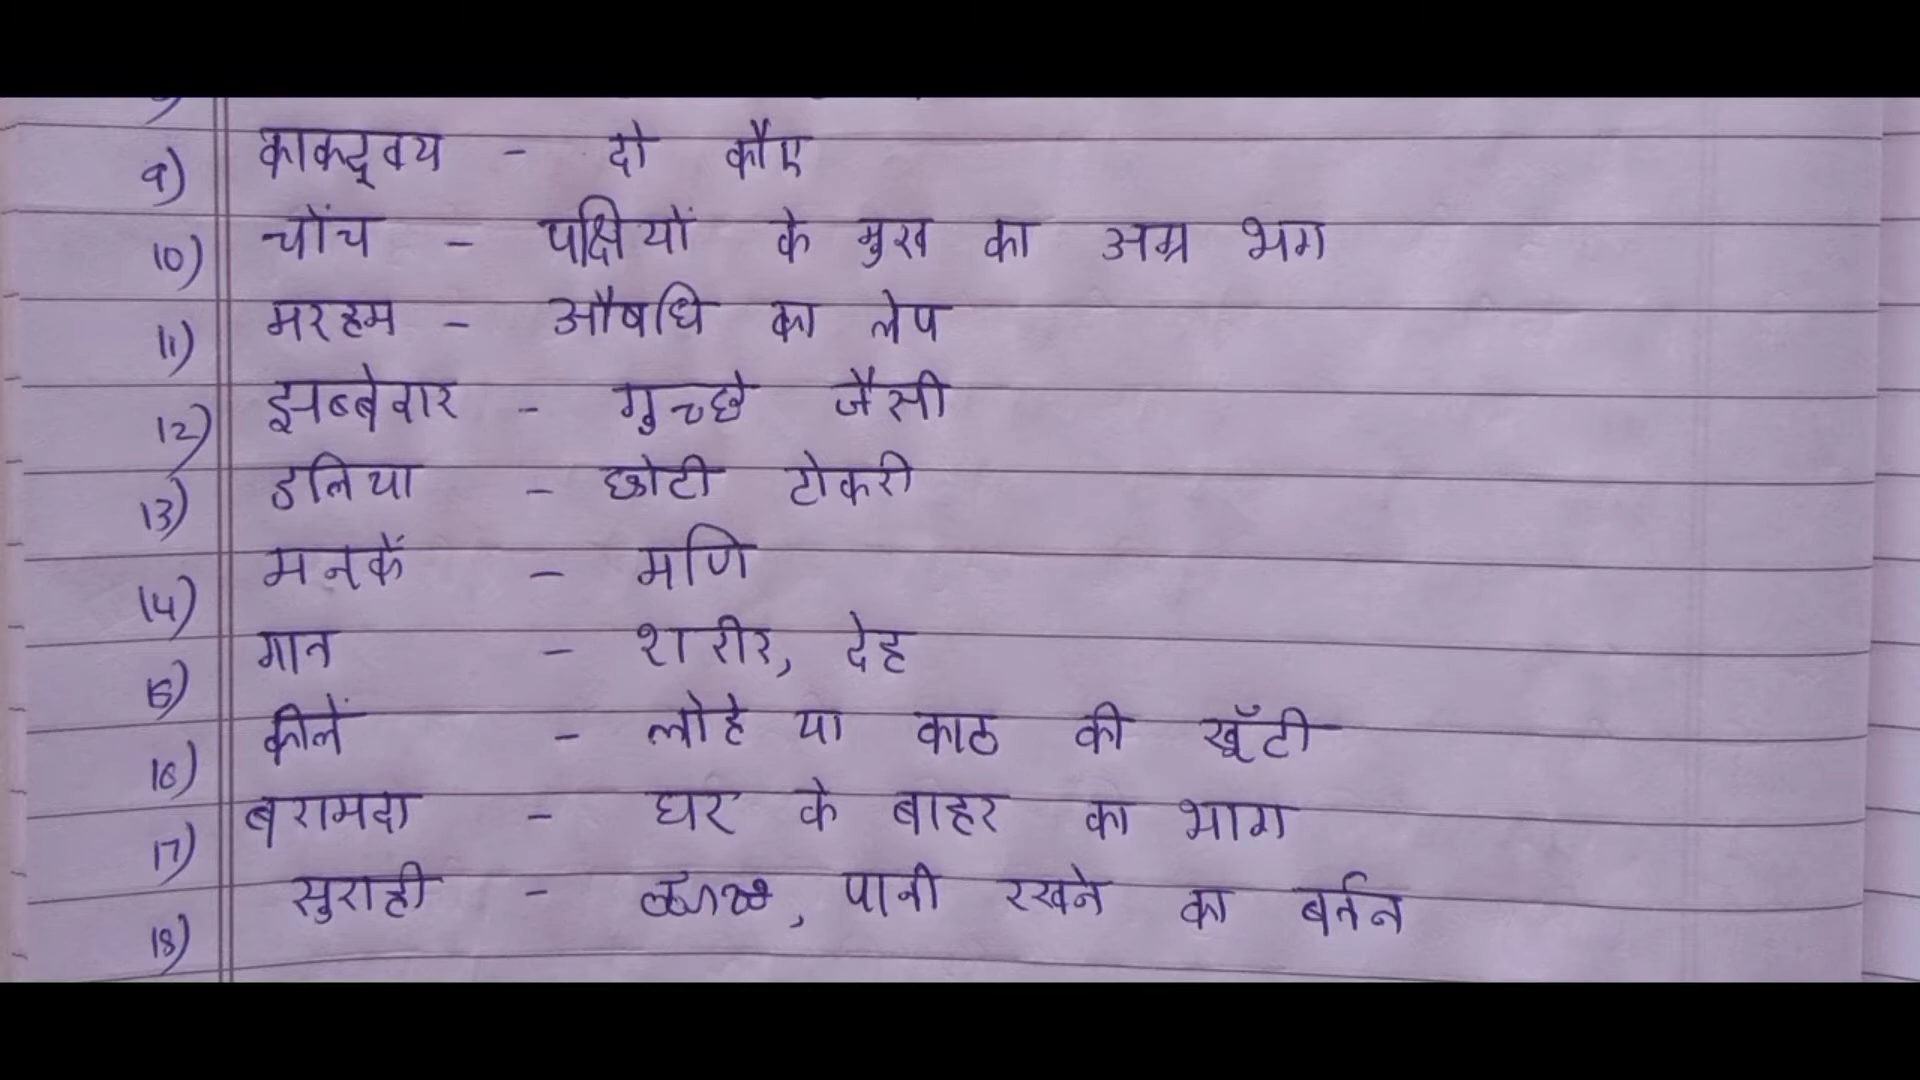 9) काकद्वय - दो कौए
10) चोंच - पक्षियों के मुख का अग्र भग
11) मरहम - औषधि का लेप
12) झब्बेवार - गुच्छे जैसी
13) डलिया - छोटी टोकरी
14) मनकें - मणि
15) गात - शरीर, देह
16) कीलें - लोहे या काठ की खूँटी
17) बरामदा - घर के बाहर का भाग
18) सुराही - , पानी रखने का बर्तन